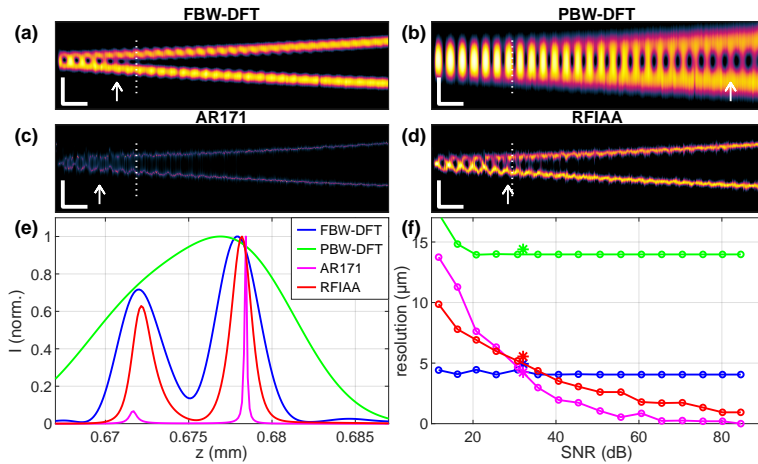 FBW-DFT
PBW-DFT
(a)
(b)
AR171
RFIAA
(c)
(d)
(e)
I (norm.)
1
0.8
0.6
0.4
0.2
0
0.67
0.675
0.68
0.685
z (mm)
FBW-DFT
PBW-DFT
AR171
RFIAA
(f)
resolution (μm)
15
10
5
0
20
40
60
80
SNR (dB)